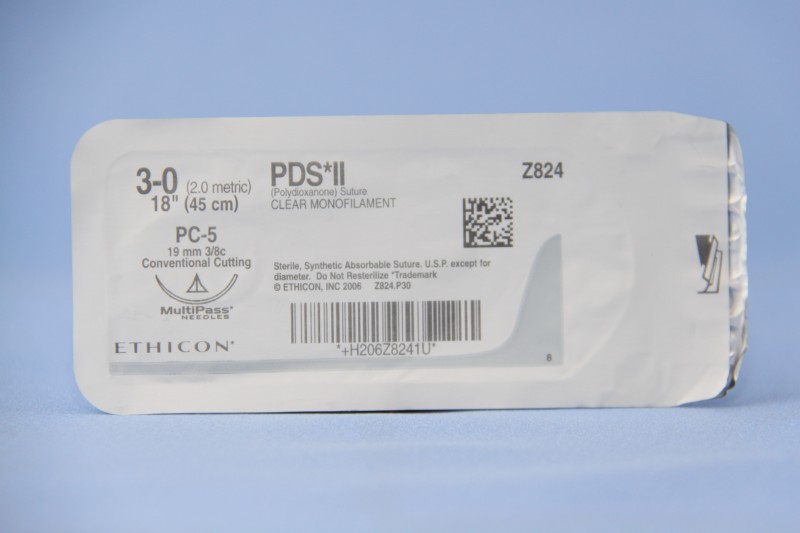 3-0 (2.0 metric)
18" (45 cm)
PDS*II
(Polydioxanone) Suture
CLEAR MONOFILAMENT
Z824
PC-5
19 mm 3/8c
Conventional Cutting
MultiPass*
NEEDLES
Sterile, Synthetic Absorbable Suture, U.S.P. except for
diameter. Do Not Resterilize *Trademark
© ETHICON, INC 2006 Z824.P30
*+H206Z8241U*
ETHICON*
8